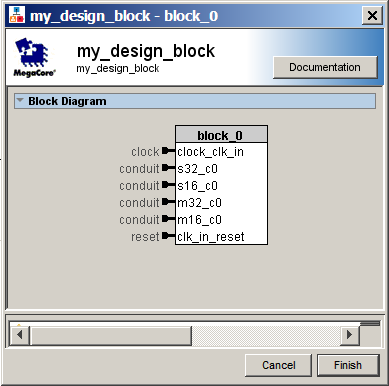 my_design_block - block_0
my_design_block
my_design_block
MegaCore®
Documentation
Block Diagram
block_0
clock clock_clk_in
conduit s32_c0
conduit s16_c0
conduit m32_c0
conduit m16_c0
reset clk_in_reset
Cancel Finish